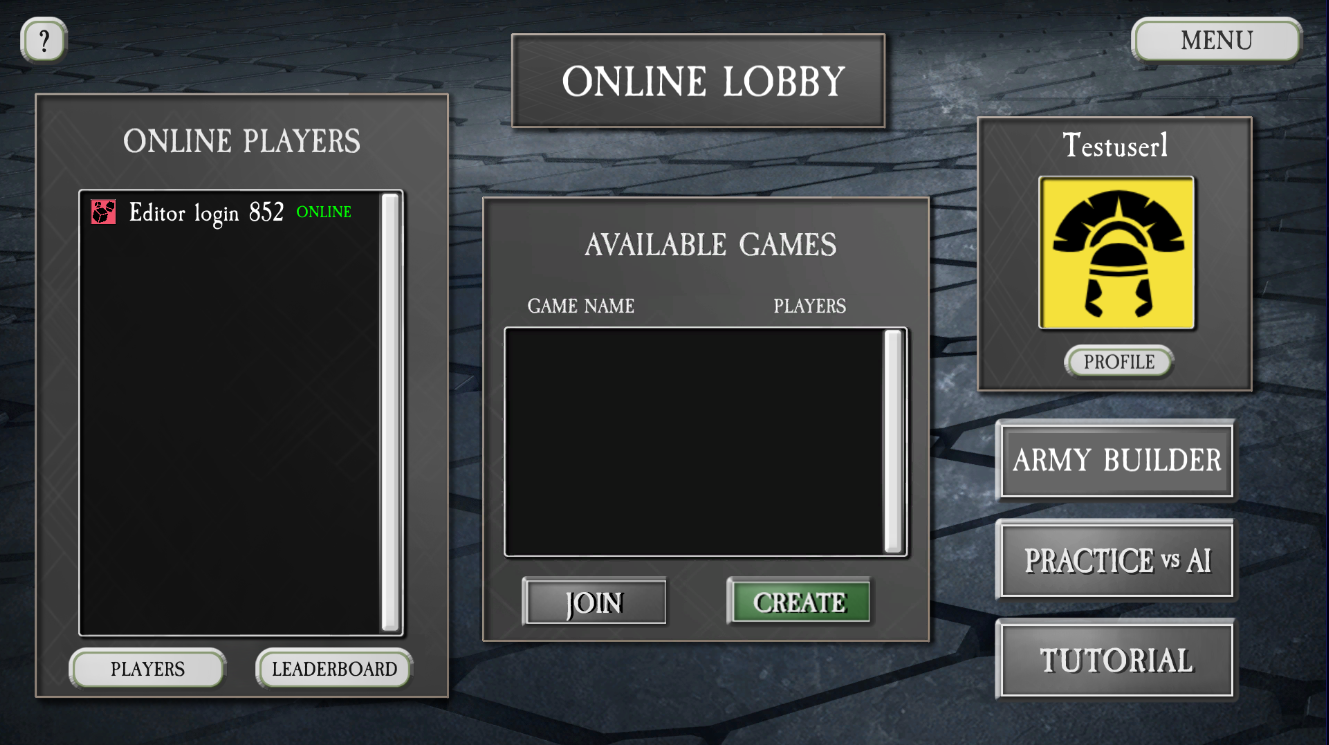 ?
MENU
ONLINE LOBBY
ONLINE PLAYERS
Editor login 852 ONLINE
PLAYERS
LEADERBOARD
AVAILABLE GAMES
GAME NAME PLAYERS
JOIN
CREATE
Testuser1
PROFILE
ARMY BUILDER
PRACTICE vs AI
TUTORIAL